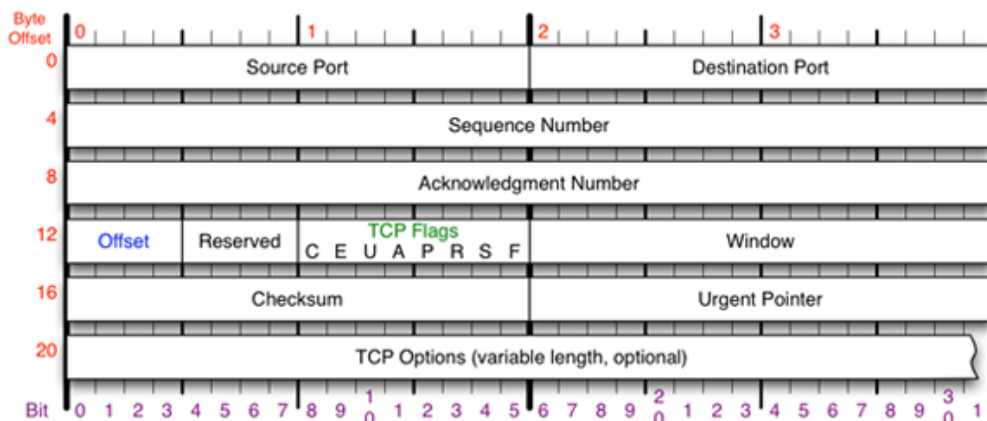 Byte
Offset
0 1 2 3
0 Source Port Destination Port
4 Sequence Number
8 Acknowledgment Number
12 Offset Reserved TCP Flags Window
C E U A P R S F
16 Checksum Urgent Pointer
20 TCP Options (variable length, optional)
Bit 0 1 2 3 4 5 6 7 8 9 10 1 2 3 4 5 6 7 8 9 20 1 2 3 4 5 6 7 8 9 30 1